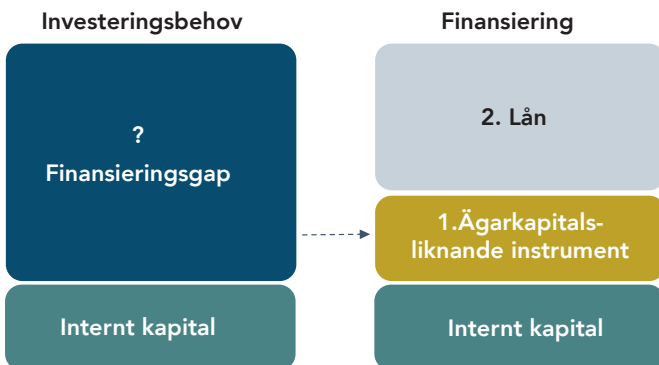 Investeringsbehov
?
Finansieringsgap
Internt kapital
Finansiering
2. Lån
1.Ägarkapitals-
liknande instrument
Internt kapital